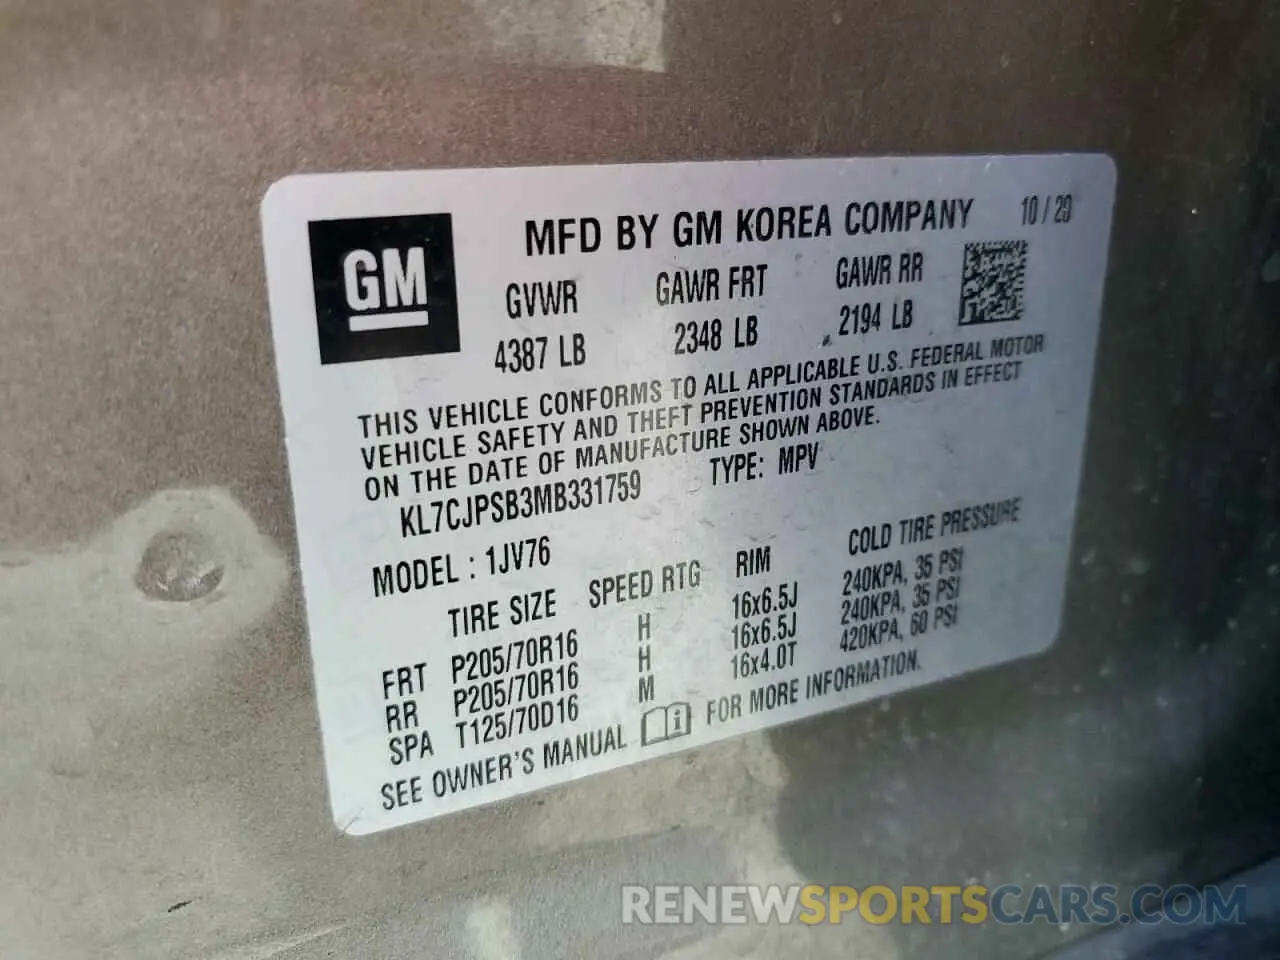 GM
MFD BY GM KOREA COMPANY 10 / 20
GVWR GAWR FRT GAWR RR
4387 LB 2348 LB 2194 LB
THIS VEHICLE CONFORMS TO ALL APPLICABLE U.S. FEDERAL MOTOR
VEHICLE SAFETY AND THEFT PREVENTION STANDARDS IN EFFECT
ON THE DATE OF MANUFACTURE SHOWN ABOVE.
KL7CJPSB3MB331759 TYPE: MPV
MODEL : 1JV76
TIRE SIZE SPEED RTG RIM COLD TIRE PRESSURE
FRT P205/70R16 H 16x6.5J 240KPA, 35 PSI
RR P205/70R16 H 16x6.5J 240KPA, 35 PSI
SPA T125/70D16 M 16x4.0T 420KPA, 60 PSI
SEE OWNER'S MANUAL i FOR MORE INFORMATION.
RENEWSPORTSCARS.COM